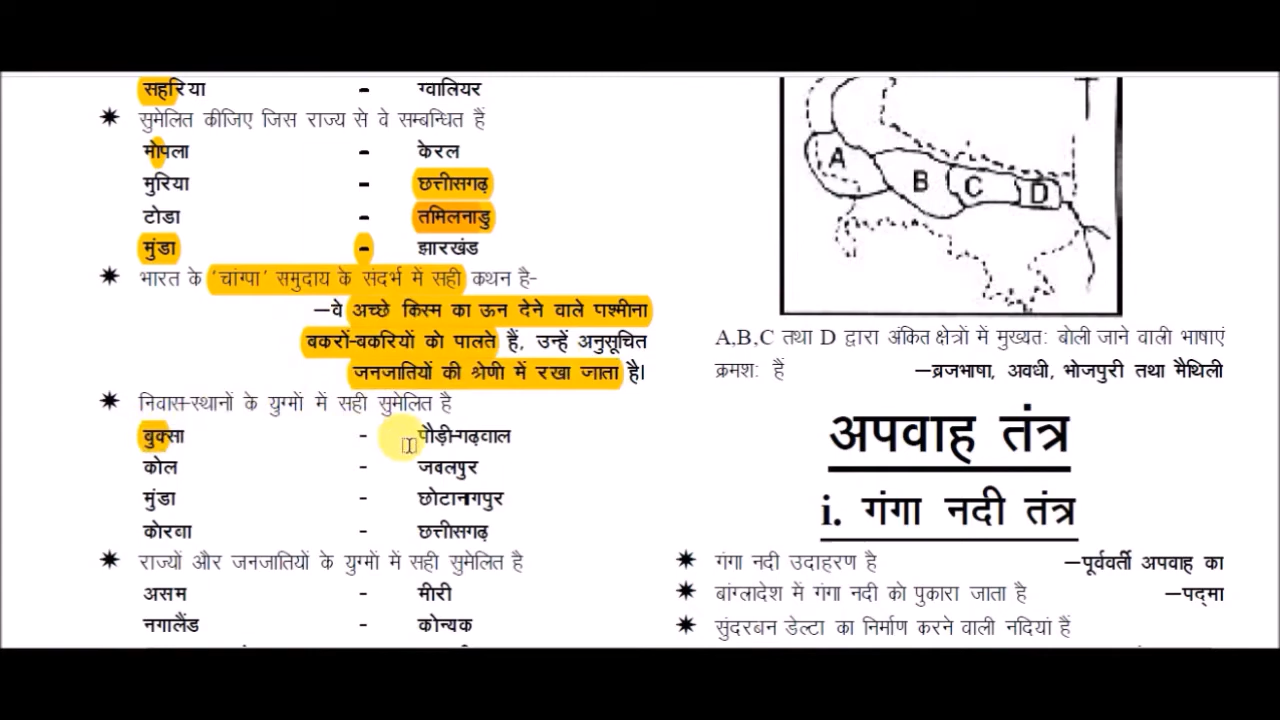 सहरिया - ग्वालियर
✷ सुमेलित कीजिए जिस राज्य से वे सम्बन्धित हैं
मोपला - केरल
मुरिया - छत्तीसगढ़
टोडा - तमिलनाडु
मुंडा - झारखंड
✷ भारत के 'चांग्पा' समुदाय के संदर्भ में सही कथन है-
–वे अच्छे किस्म का ऊन देने वाले पश्मीना
बकरों-बकरियों को पालते हैं, उन्हें अनुसूचित
जनजातियों की श्रेणी में रखा जाता है।
✷ निवास-स्थानों के युग्मों में सही सुमेलित है
बुक्सा - पौड़ी-गढ़वाल
कोल - जबलपुर
मुंडा - छोटानागपुर
कोरवा - छत्तीसगढ़
✷ राज्यों और जनजातियों के युग्मों में सही सुमेलित है
असम - मीरी
नगालैंड - कोन्यक
A
B
C
D
A,B,C तथा D द्वारा अंकित क्षेत्रों में मुख्यत: बोली जाने वाली भाषाएं
क्रमश: हैं –ब्रजभाषा, अवधी, भोजपुरी तथा मैथिली
अपवाह तंत्र
i. गंगा नदी तंत्र
✷ गंगा नदी उदाहरण है –पूर्ववर्ती अपवाह का
✷ बांग्लादेश में गंगा नदी को पुकारा जाता है –पद्मा
✷ सुंदरबन डेल्टा का निर्माण करने वाली नदियां हैं